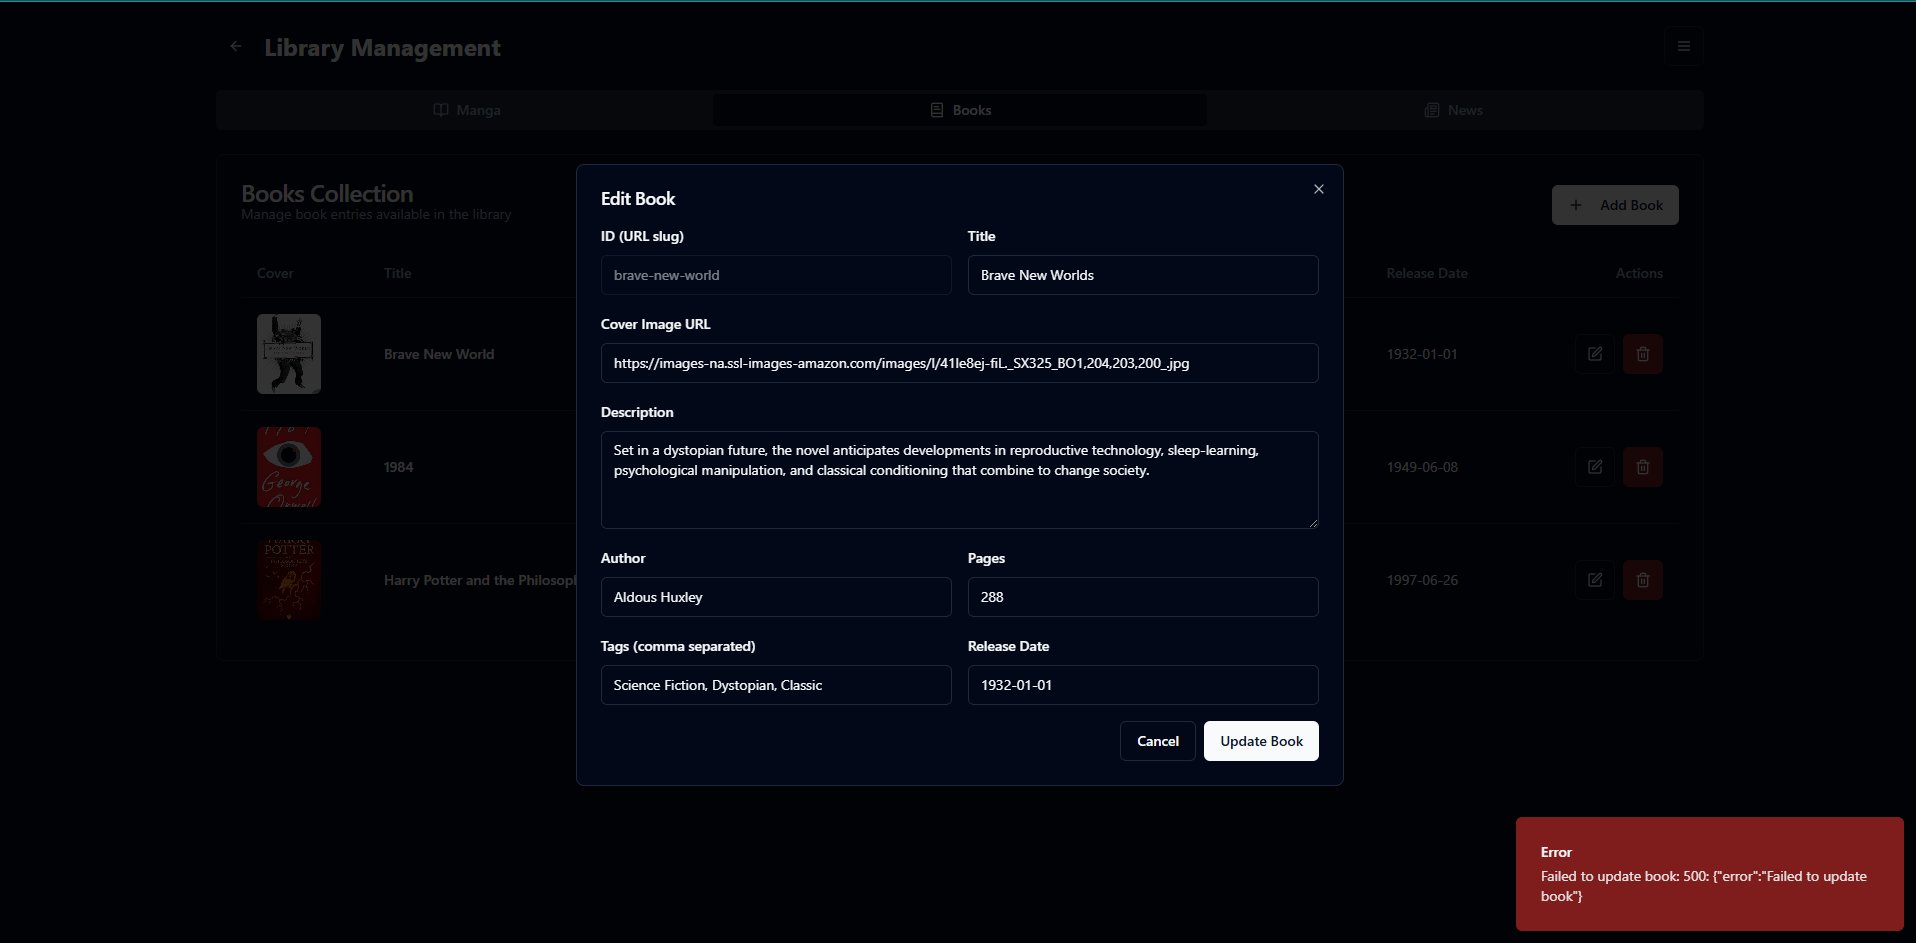 Library Management
Manga
Books
News
Books Collection
Manage book entries available in the library
Add Book
Cover
Title
Release Date
Actions
Brave New World
1932-01-01
1984
1949-06-08
George
Orwell
POTTER
Harry Potter and the Philosop
1997-06-26
Edit Book
ID (URL slug)
Title
brave-new-world
Brave New Worlds
Cover Image URL
https://images-na.ssl-images-amazon.com/images/I/41le8ej-fiL._SX325_BO1,204,203,200_.jpg
Description
Set in a dystopian future, the novel anticipates developments in reproductive technology, sleep-learning,
psychological manipulation, and classical conditioning that combine to change society.
Author
Pages
Aldous Huxley
288
Tags (comma separated)
Release Date
Science Fiction, Dystopian, Classic
1932-01-01
Cancel
Update Book
Error
Failed to update book: 500: {"error":"Failed to update
book"}